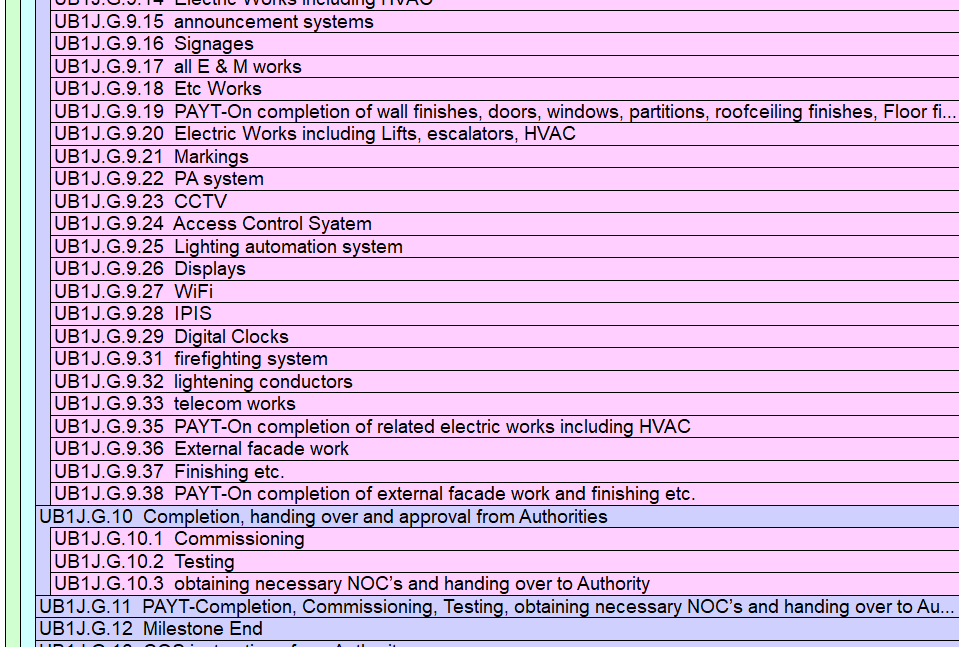 UB1J.G.9.14 Electric Works including HVAC
UB1J.G.9.15 announcement systems
UB1J.G.9.16 Signages
UB1J.G.9.17 all E & M works
UB1J.G.9.18 Etc Works
UB1J.G.9.19 PAYT-On completion of wall finishes, doors, windows, partitions, roofceiling finishes, Floor fi...
UB1J.G.9.20 Electric Works including Lifts, escalators, HVAC
UB1J.G.9.21 Markings
UB1J.G.9.22 PA system
UB1J.G.9.23 CCTV
UB1J.G.9.24 Access Control Syatem
UB1J.G.9.25 Lighting automation system
UB1J.G.9.26 Displays
UB1J.G.9.27 WiFi
UB1J.G.9.28 IPIS
UB1J.G.9.29 Digital Clocks
UB1J.G.9.31 firefighting system
UB1J.G.9.32 lightening conductors
UB1J.G.9.33 telecom works
UB1J.G.9.35 PAYT-On completion of related electric works including HVAC
UB1J.G.9.36 External facade work
UB1J.G.9.37 Finishing etc.
UB1J.G.9.38 PAYT-On completion of external facade work and finishing etc.
UB1J.G.10 Completion, handing over and approval from Authorities
UB1J.G.10.1 Commissioning
UB1J.G.10.2 Testing
UB1J.G.10.3 obtaining necessary NOC’s and handing over to Authority
UB1J.G.11 PAYT-Completion, Commissioning, Testing, obtaining necessary NOC’s and handing over to Au...
UB1J.G.12 Milestone End